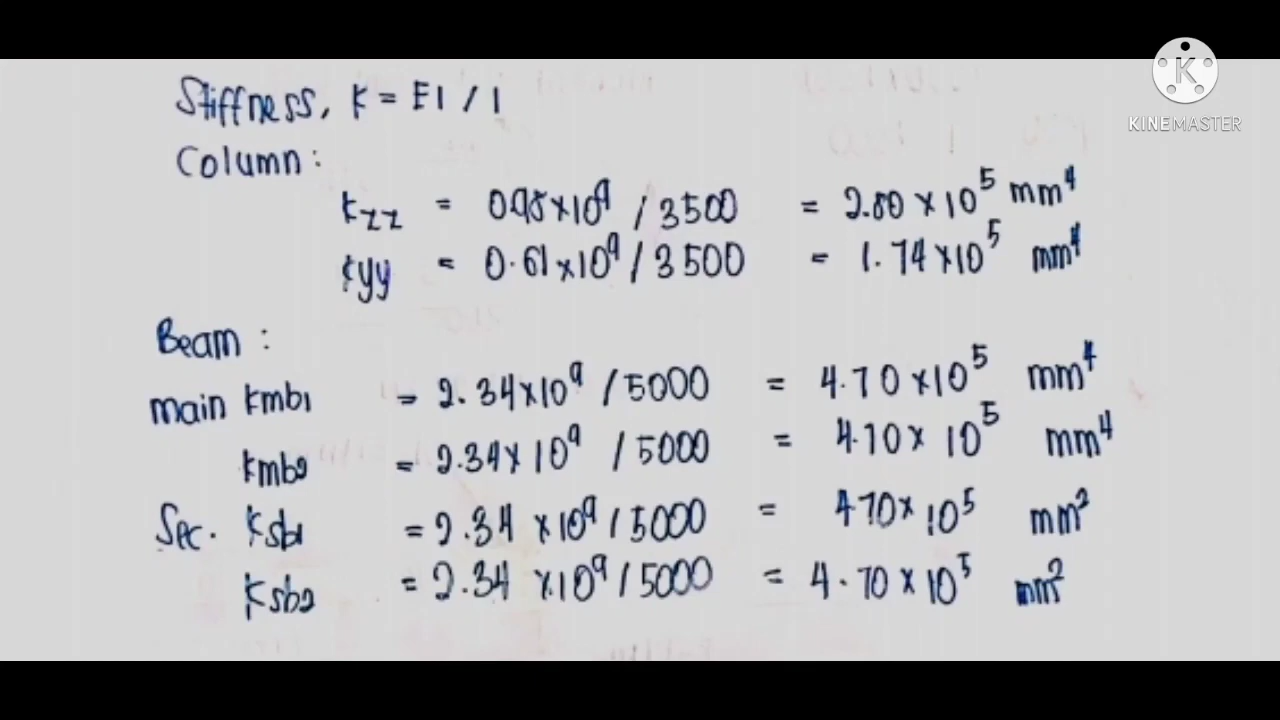 KINEMASTER
Stiffness, K = EI / l
Column:
Kzz = 0.98×10⁹ / 3500 = 2.80 × 10⁵ mm⁴
Kyy = 0.61×10⁹ / 3500 = 1.74×10⁵ mm⁴
Beam :
main Kmb1 = 2.34×10⁹ / 5000 = 4.70×10⁵ mm⁴
Kmb2 = 2.34× 10⁹ / 5000 = 4.70× 10⁵ mm⁴
Sec. Ksb1 = 2.34 ×10⁹ / 5000 = 4.70× 10⁵ mm²
Ksb2 = 2.34 ×10⁹ / 5000 = 4.70×10⁵ mm²